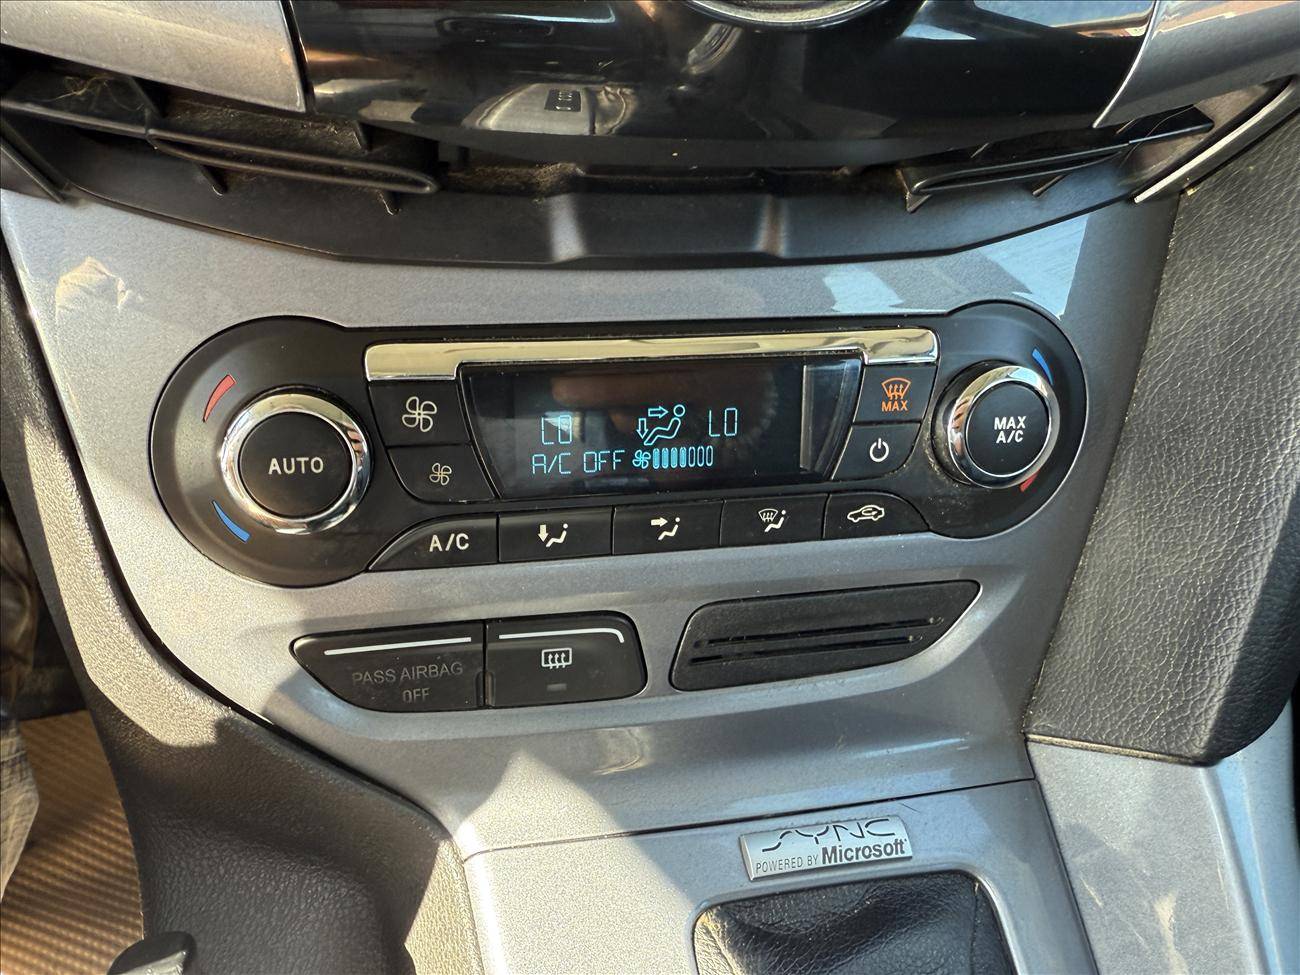 MAX
LO
LO
MAX
A/C
AUTO
A/C OFF
A/C
PASS AIRBAG
OFF
SYNC
POWERED BY Microsoft